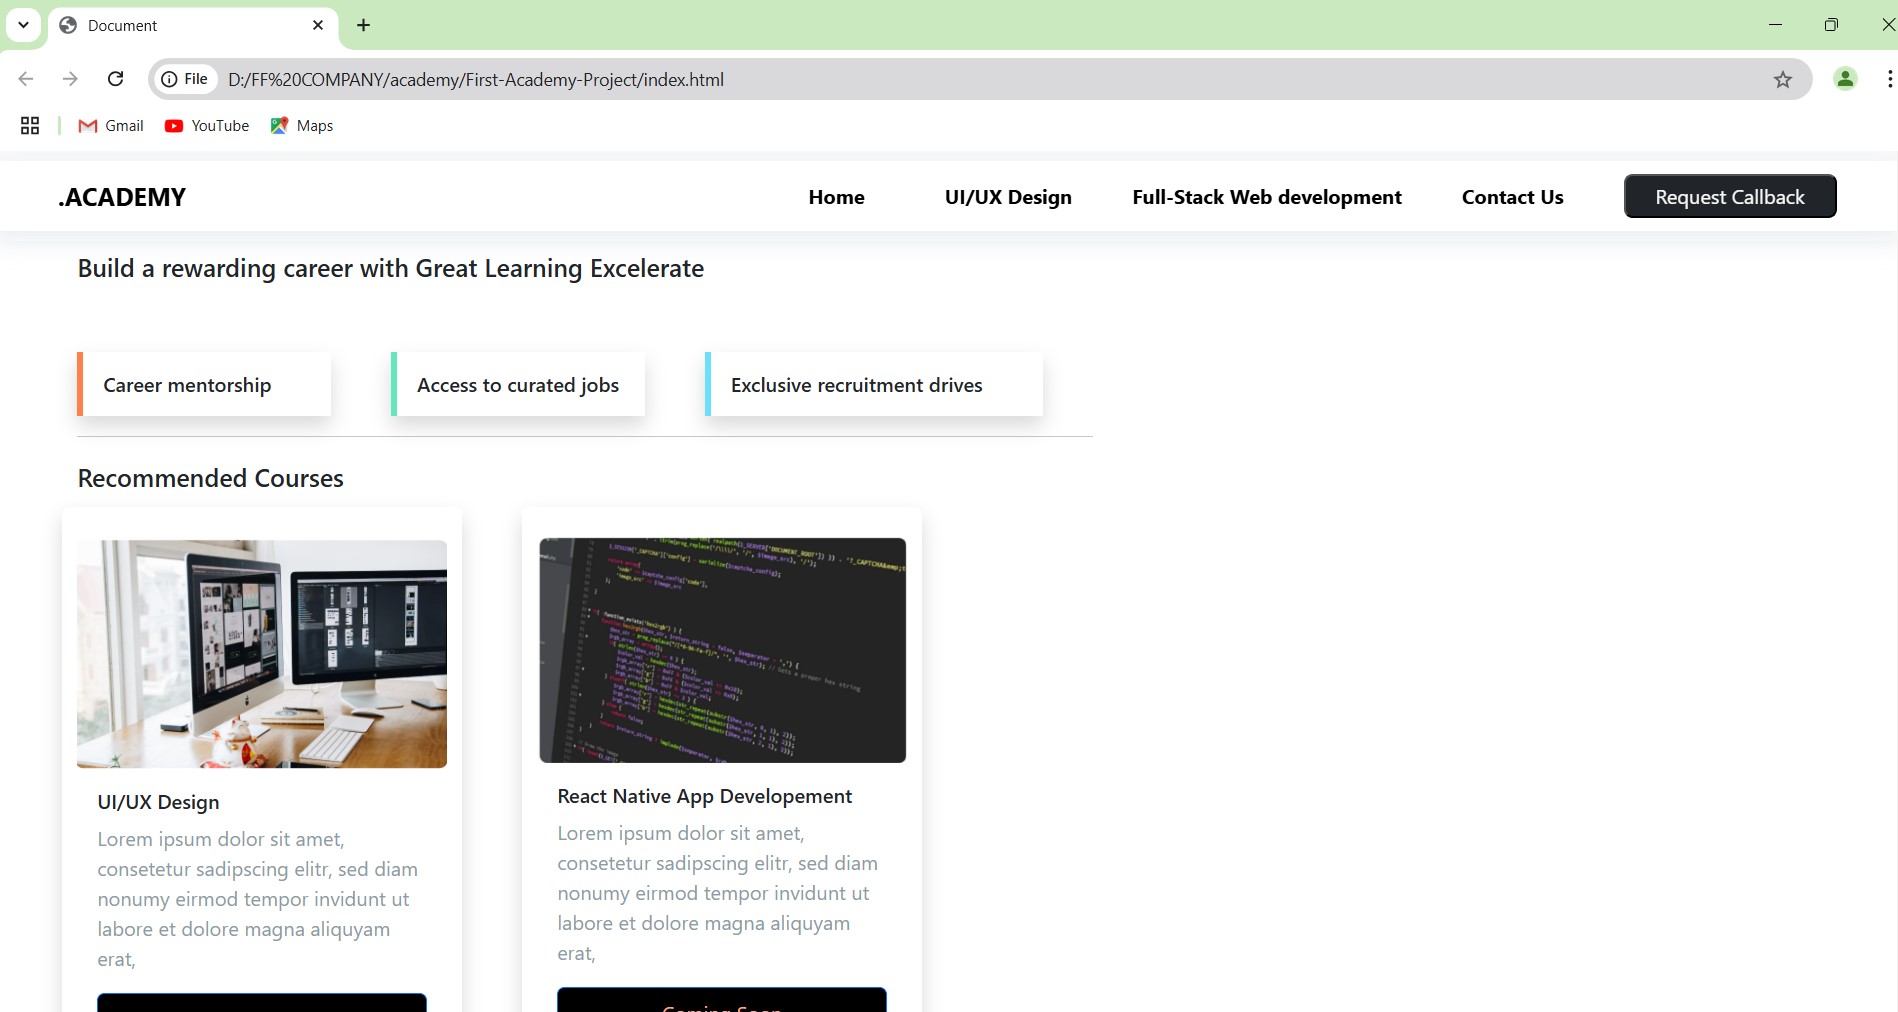 Document
File D:/FF%20COMPANY/academy/First-Academy-Project/index.html
Gmail YouTube Maps
.ACADEMY Home UI/UX Design Full-Stack Web development Contact Us Request Callback
Build a rewarding career with Great Learning Excelerate
Career mentorship Access to curated jobs Exclusive recruitment drives
Recommended Courses
UI/UX Design
Lorem ipsum dolor sit amet,
consetetur sadipscing elitr, sed diam
nonumy eirmod tempor invidunt ut
labore et dolore magna aliquyam
erat,
React Native App Developement
Lorem ipsum dolor sit amet,
consetetur sadipscing elitr, sed diam
nonumy eirmod tempor invidunt ut
labore et dolore magna aliquyam
erat,
Coming Soon